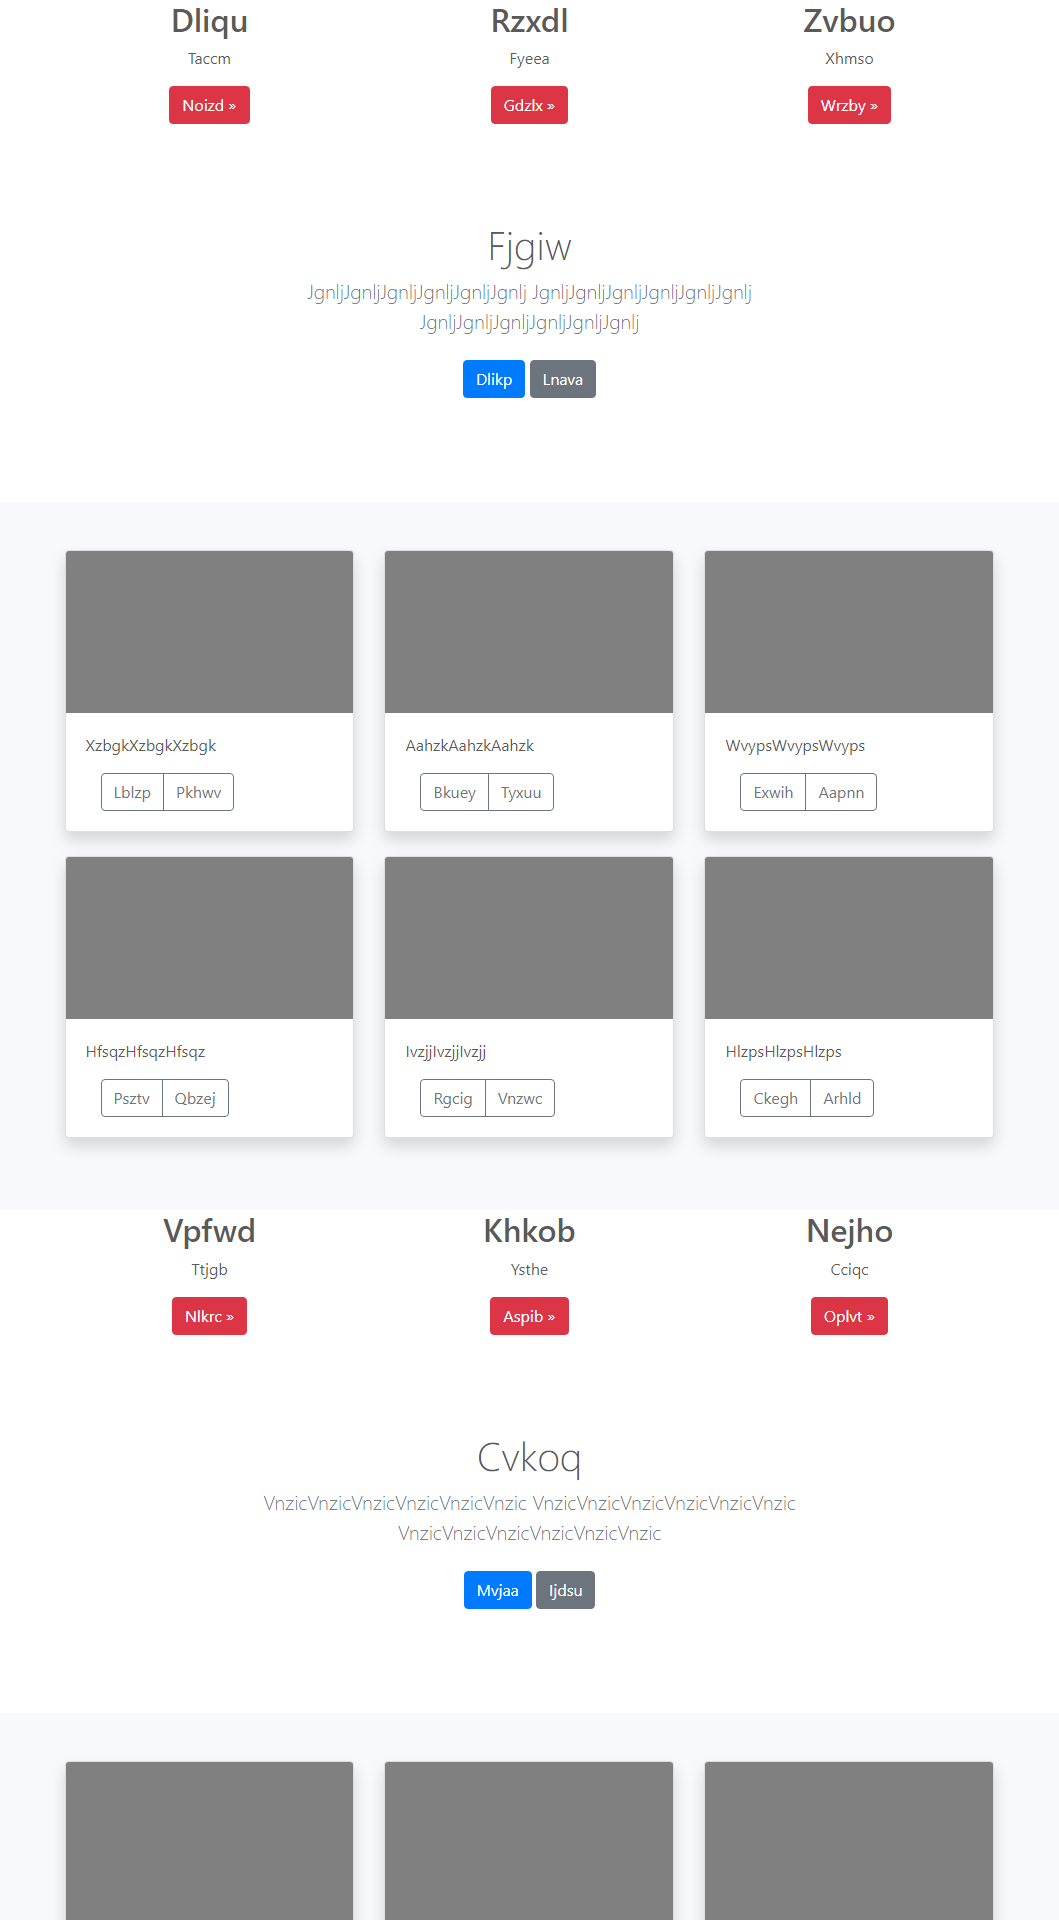 Dliqu
Taccm
Noizd »
Rzxdl
Fyeea
Gdzlx »
Zvbuo
Xhmso
Wrzby »
Fjgiw
JgnljJgnljJgnljJgnljJgnljJgnlj JgnljJgnljJgnljJgnljJgnljJgnlj
JgnljJgnljJgnljJgnljJgnljJgnlj
Dlikp Lnava
XzbgkXzbgkXzbgk
Lblzp Pkhwv
AahzkAahzkAahzk
Bkuey Tyxuu
WvypsWvypsWvyps
Exwih Aapnn
HfsqzHfsqzHfsqz
Psztv Qbzej
IvzjjIvzjjIvzjj
Rgcig Vnzwc
HlzpsHlzpsHlzps
Ckegh Arhld
Vpfwd
Ttjgb
Nlkrc »
Khkob
Ysthe
Aspib »
Nejho
Cciqc
Oplvt »
Cvkoq
VnzicVnzicVnzicVnzicVnzicVnzic VnzicVnzicVnzicVnzicVnzicVnzic
VnzicVnzicVnzicVnzicVnzicVnzic
Mvjaa Ijdsu